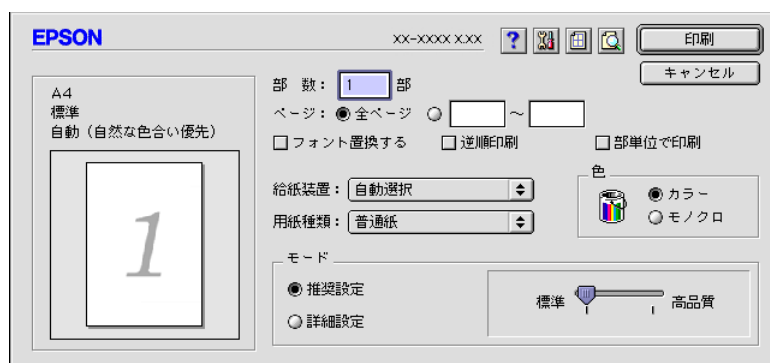 EPSON
XX-XXXX X.XX
?
印刷
キャンセル
A4
標準
自動（自然な色合い優先）
1
部 数： 1 部
ページ： 全ページ ～
フォント置換する 逆順印刷 部単位で印刷
給紙装置： 自動選択
用紙種類： 普通紙
色
カラー
モノクロ
モード
推奨設定
詳細設定
標準 高品質